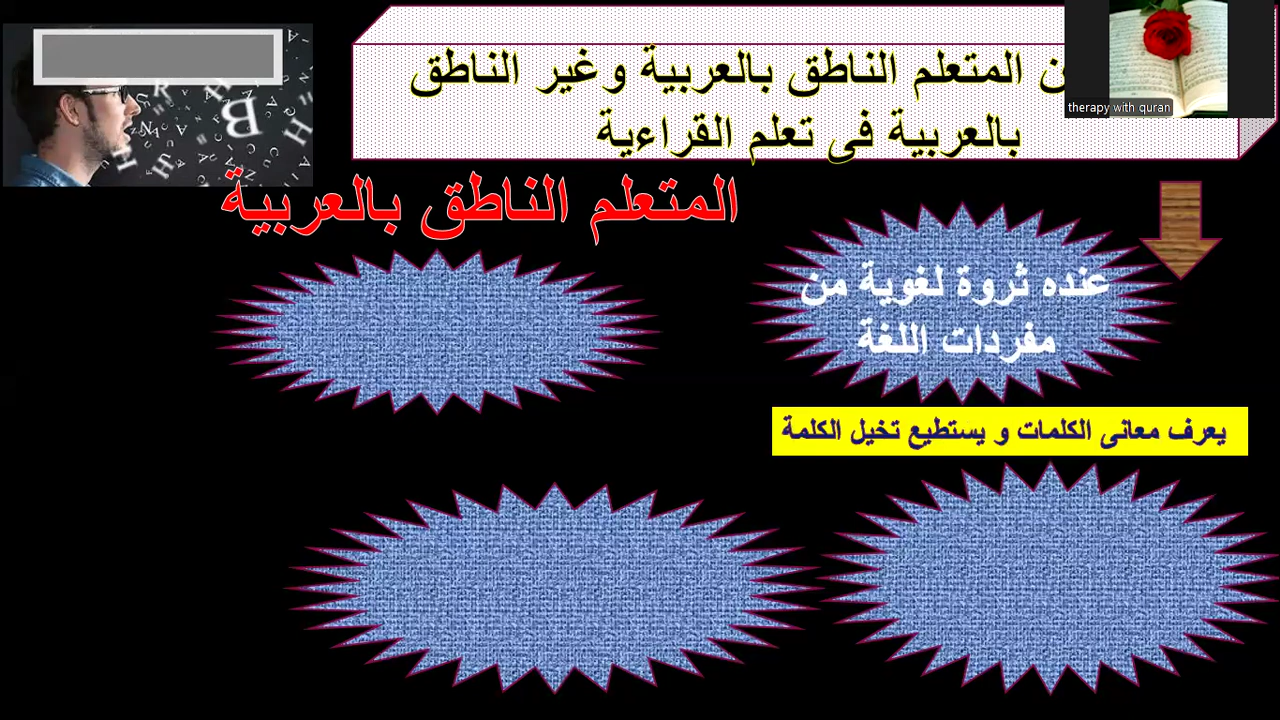 المتعلم الناطق بالعربية وغير الناطق
بالعربية فى تعلم القراءية
therapy with quran
المتعلم الناطق بالعربية
عنده ثروة لغوية من
مفردات اللغة
يعرف معانى الكلمات و يستطيع تخيل الكلمة